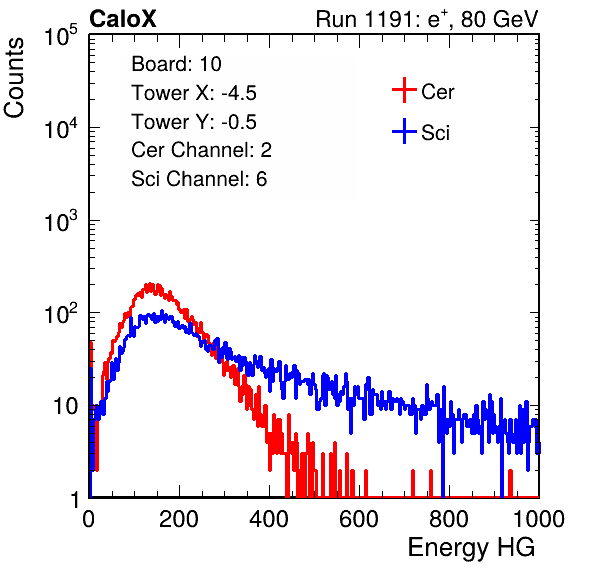 CaloX Run 1191: e⁺, 80 GeV
Counts
10⁵
10⁴
10³
10²
10
1
Board: 10
Tower X: -4.5
Tower Y: -0.5
Cer Channel: 2
Sci Channel: 6
Cer
Sci
0 200 400 600 800 1000
Energy HG